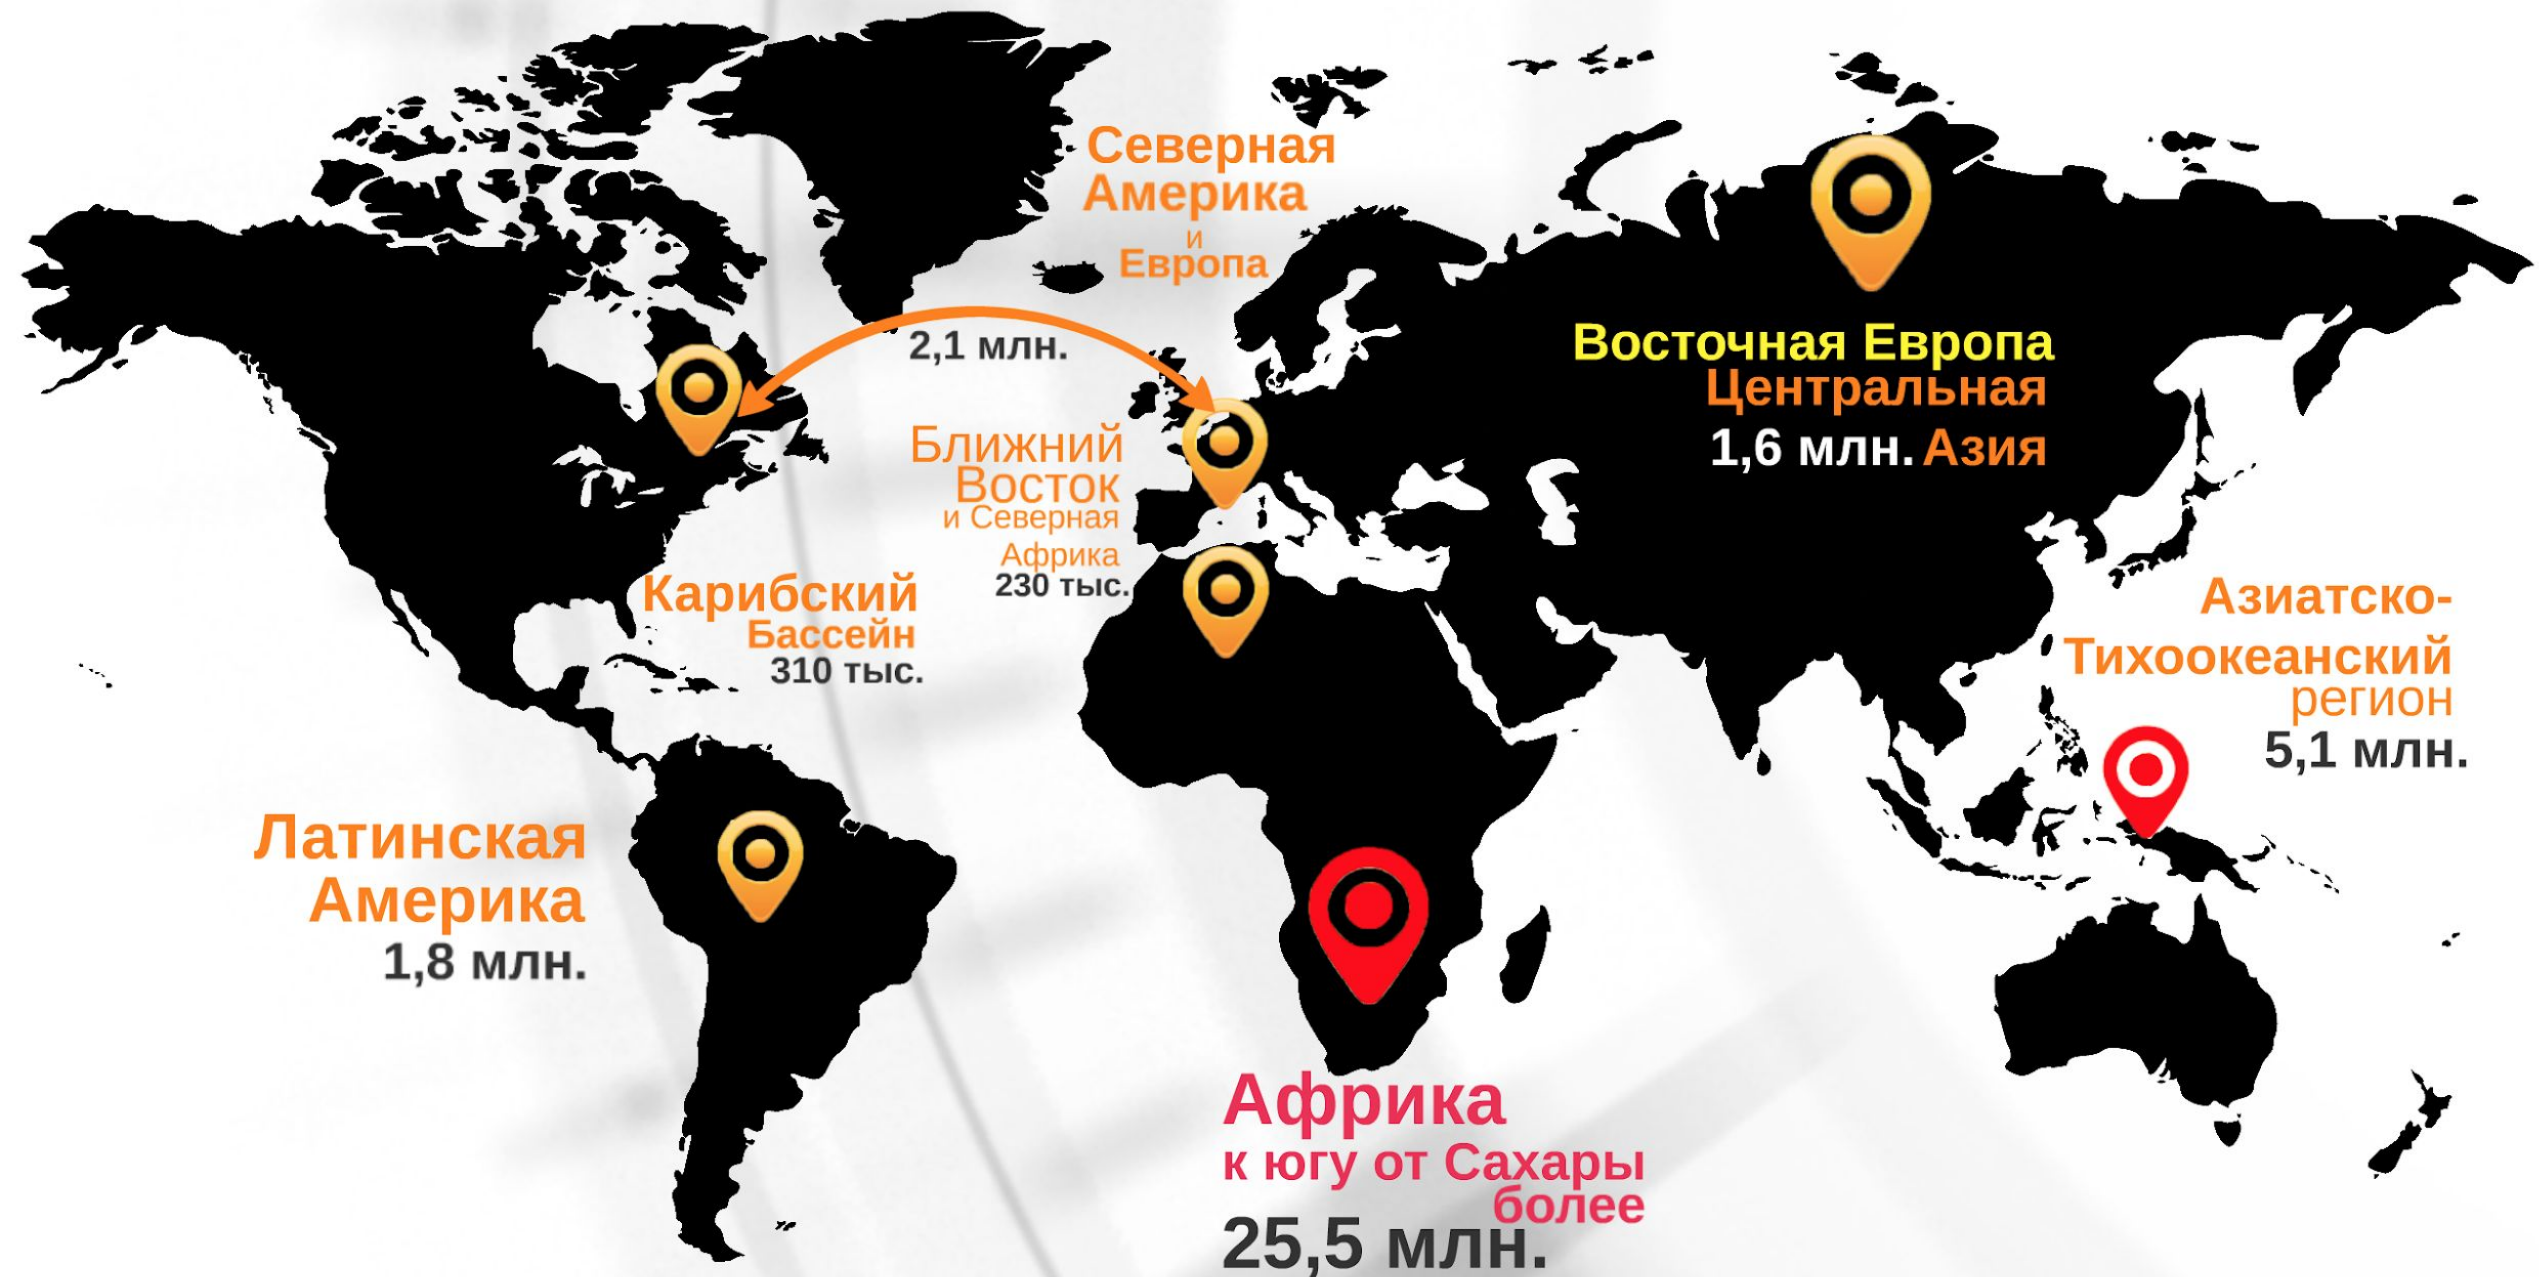 Северная
Америка
и
Европа
2,1 млн.
Восточная Европа
Центральная
1,6 млн. Азия
Ближний
Восток
и Северная
Африка
230 тыс.
Карибский
Бассейн
310 тыс.
Азиатско-
Тихоокеанский
регион
5,1 млн.
Латинская
Америка
1,8 млн.
Африка
к югу от Сахары
более
25,5 млн.